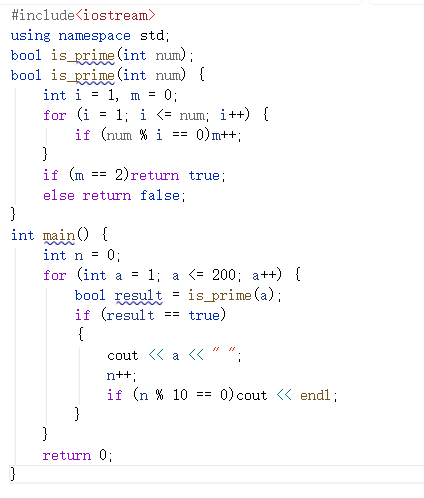 #include<iostream>
using namespace std;
bool is_prime(int num);
bool is_prime(int num) {
    int i = 1, m = 0;
    for (i = 1; i <= num; i++) {
        if (num % i == 0)m++;
    }
    if (m == 2)return true;
    else return false;
}
int main() {
    int n = 0;
    for (int a = 1; a <= 200; a++) {
        bool result = is_prime(a);
        if (result == true)
        {
            cout << a << " ";
            n++;
            if (n % 10 == 0)cout << endl;
        }
    }
    return 0;
}